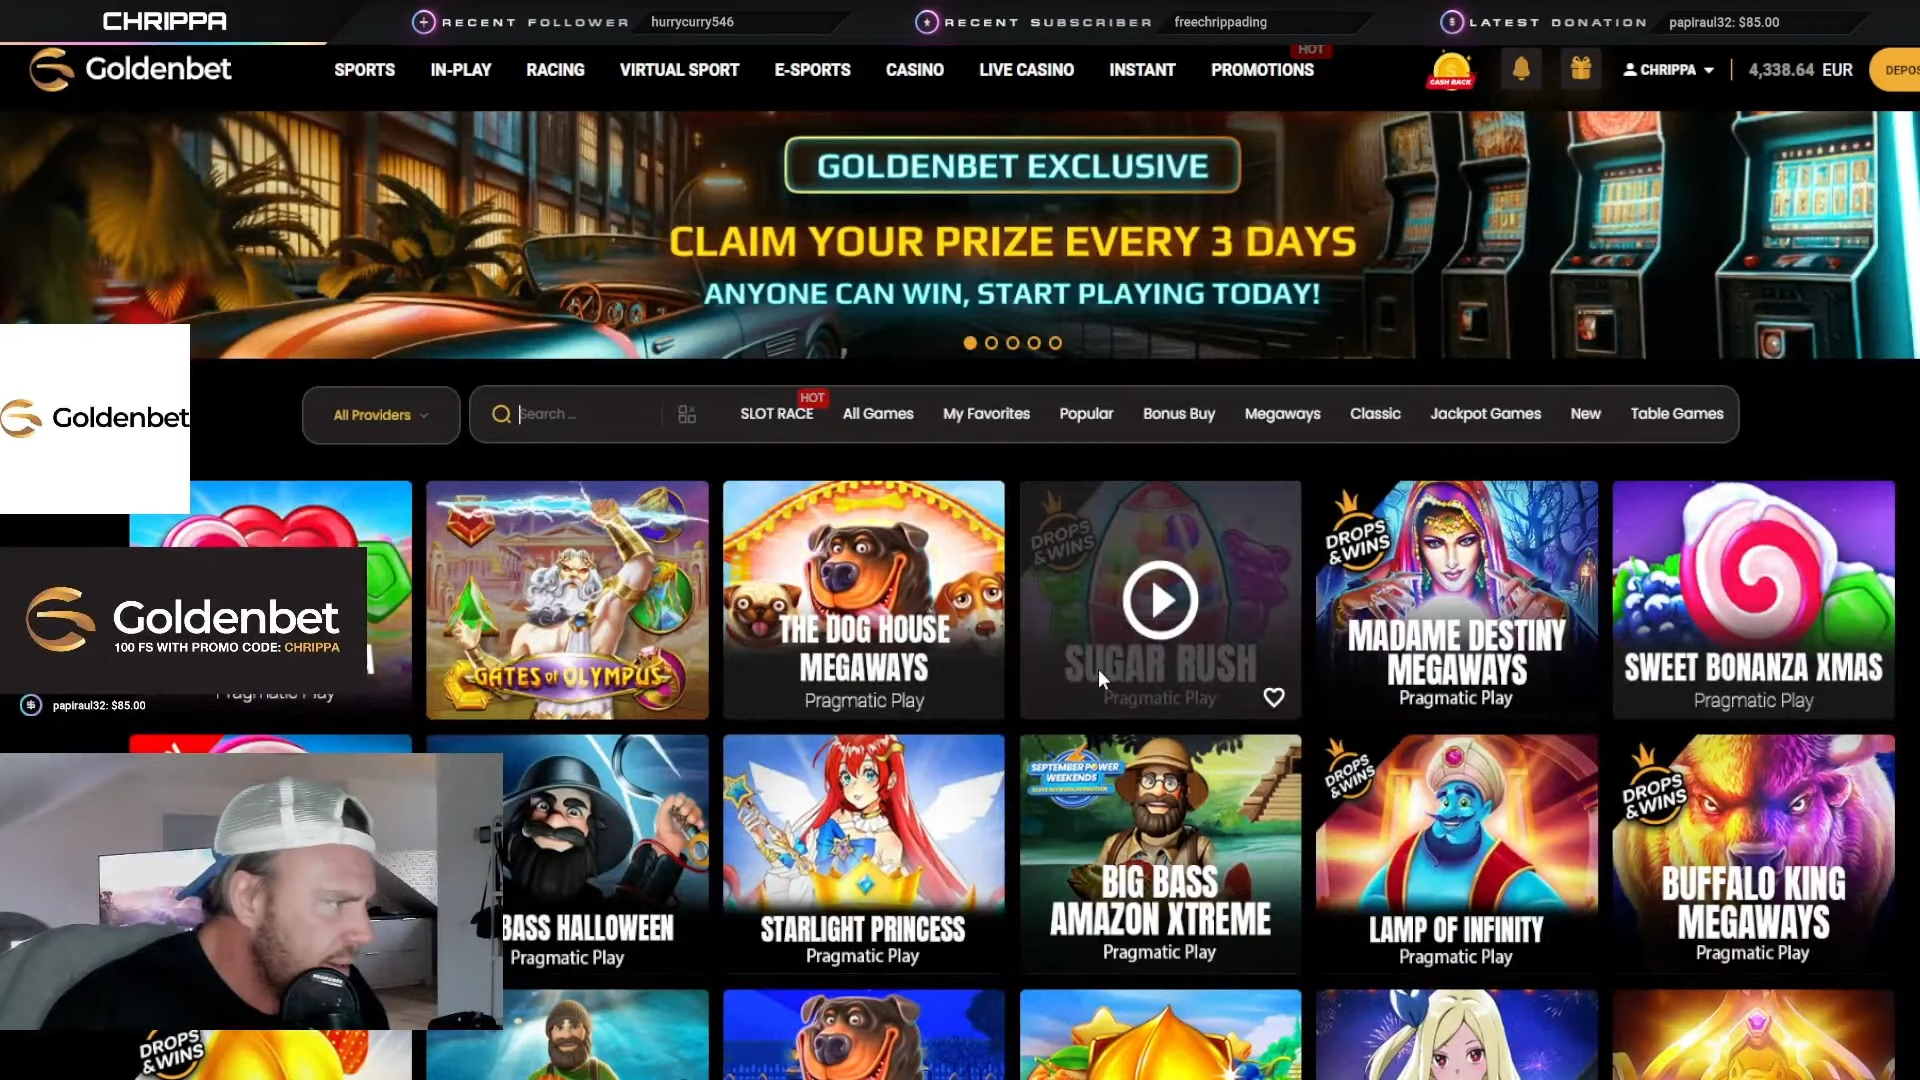 CHRIPPA
RECENT FOLLOWER hurrycurry546
RECENT SUBSCRIBER freechrippading
LATEST DONATION papiraul32: $85.00
Goldenbet
SPORTS IN-PLAY RACING VIRTUAL SPORT E-SPORTS CASINO LIVE CASINO INSTANT PROMOTIONS
HOT
CASH BACK
CHRIPPA 4,338.64 EUR
GOLDENBET EXCLUSIVE
CLAIM YOUR PRIZE EVERY 3 DAYS
ANYONE CAN WIN, START PLAYING TODAY!
Goldenbet
All Providers
Search ...
HOT
SLOT RACE All Games My Favorites Popular Bonus Buy Megaways Classic Jackpot Games New Table Games
Goldenbet
100 FS WITH PROMO CODE: CHRIPPA
Pragmatic Play
papiraul32: $85.00
GATES of OLYMPUS
THE DOG HOUSE
MEGAWAYS
Pragmatic Play
DROPS
& WINS
SUGAR RUSH
Pragmatic Play
DROPS
& WINS
MADAME DESTINY
MEGAWAYS
Pragmatic Play
SWEET BONANZA XMAS
Pragmatic Play
BASS HALLOWEEN
Pragmatic Play
STARLIGHT PRINCESS
Pragmatic Play
SEPTEMBER POWER
WEEKENDS
BIG BASS
AMAZON XTREME
Pragmatic Play
DROPS
& WINS
LAMP OF INFINITY
Pragmatic Play
DROPS
& WINS
BUFFALO KING
MEGAWAYS
Pragmatic Play
DROPS
& WINS